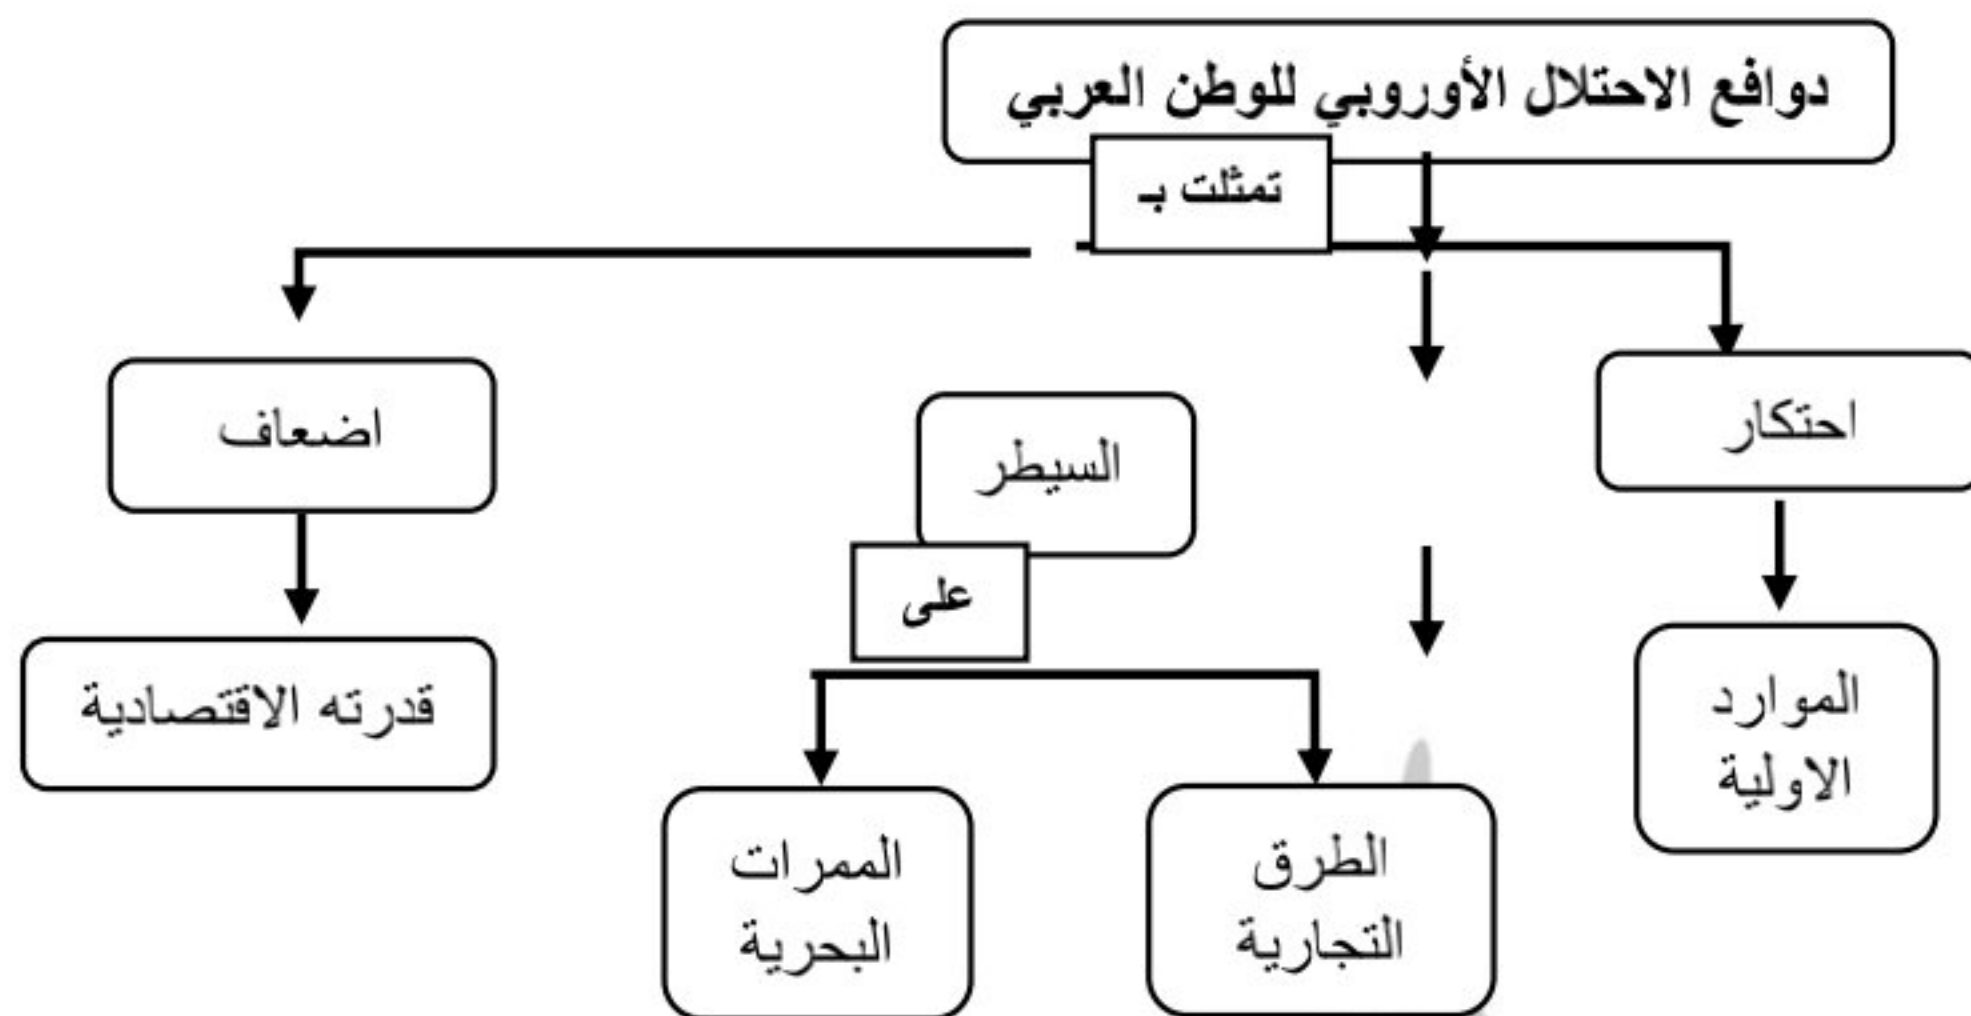 دوافع الاحتلال الأوروبي للوطن العربي
تمثلت بـ
احتكار
السيطر
اضعاف
على
الموارد
الاولية
قدرته الاقتصادية
الطرق
التجارية
الممرات
البحرية